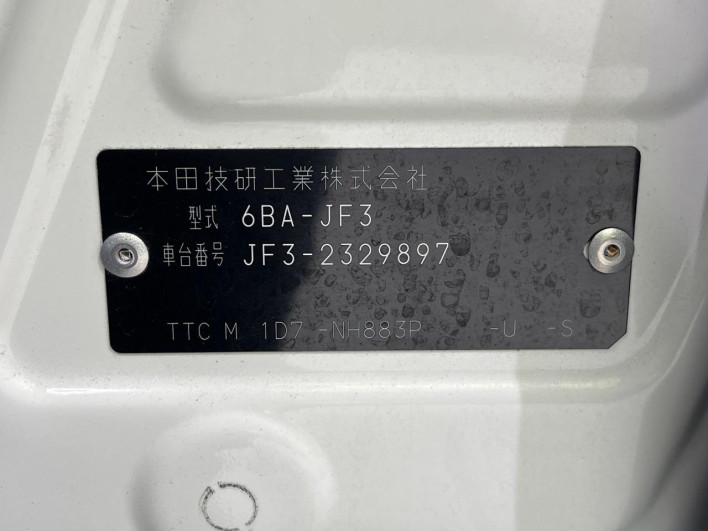 本田技研工業株式会社
型式 6BA-JF3
車台番号 JF3-2329897
TTC M 1D7 -NH883P -U -S